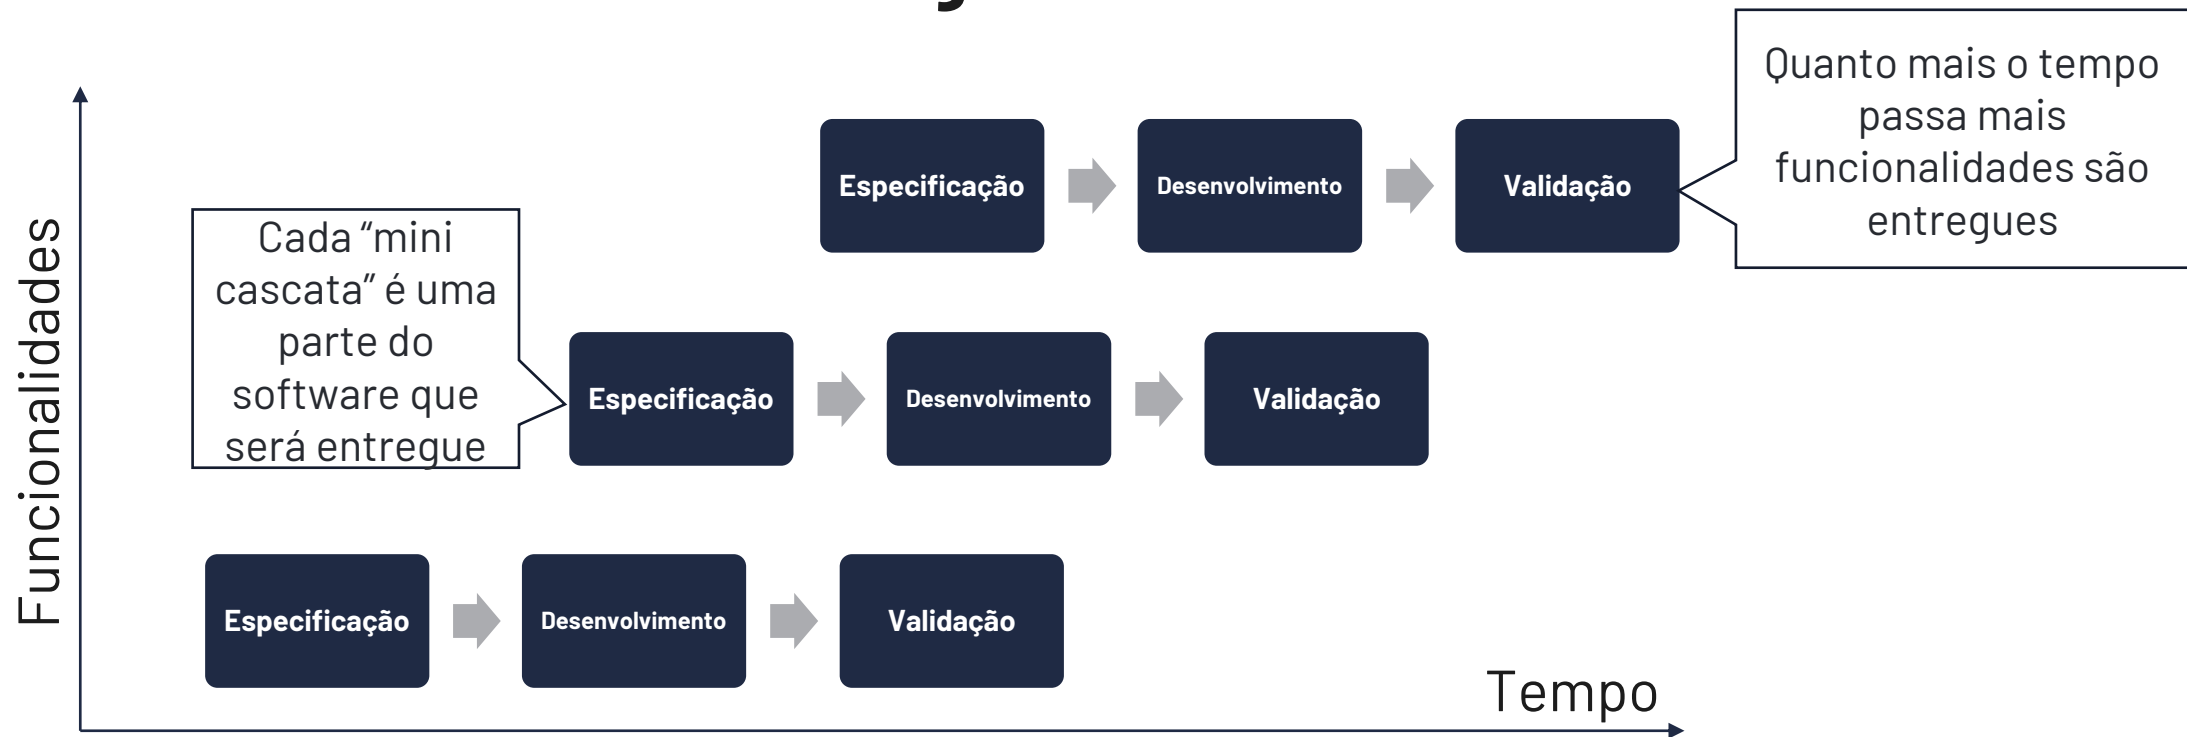 Quanto mais o tempo
passa mais
funcionalidades são
entregues
Especificação
Desenvolvimento
Validação
Cada “mini
cascata” é uma
parte do
software que
será entregue
Especificação
Desenvolvimento
Validação
Funcionalidades
Especificação
Desenvolvimento
Validação
Tempo